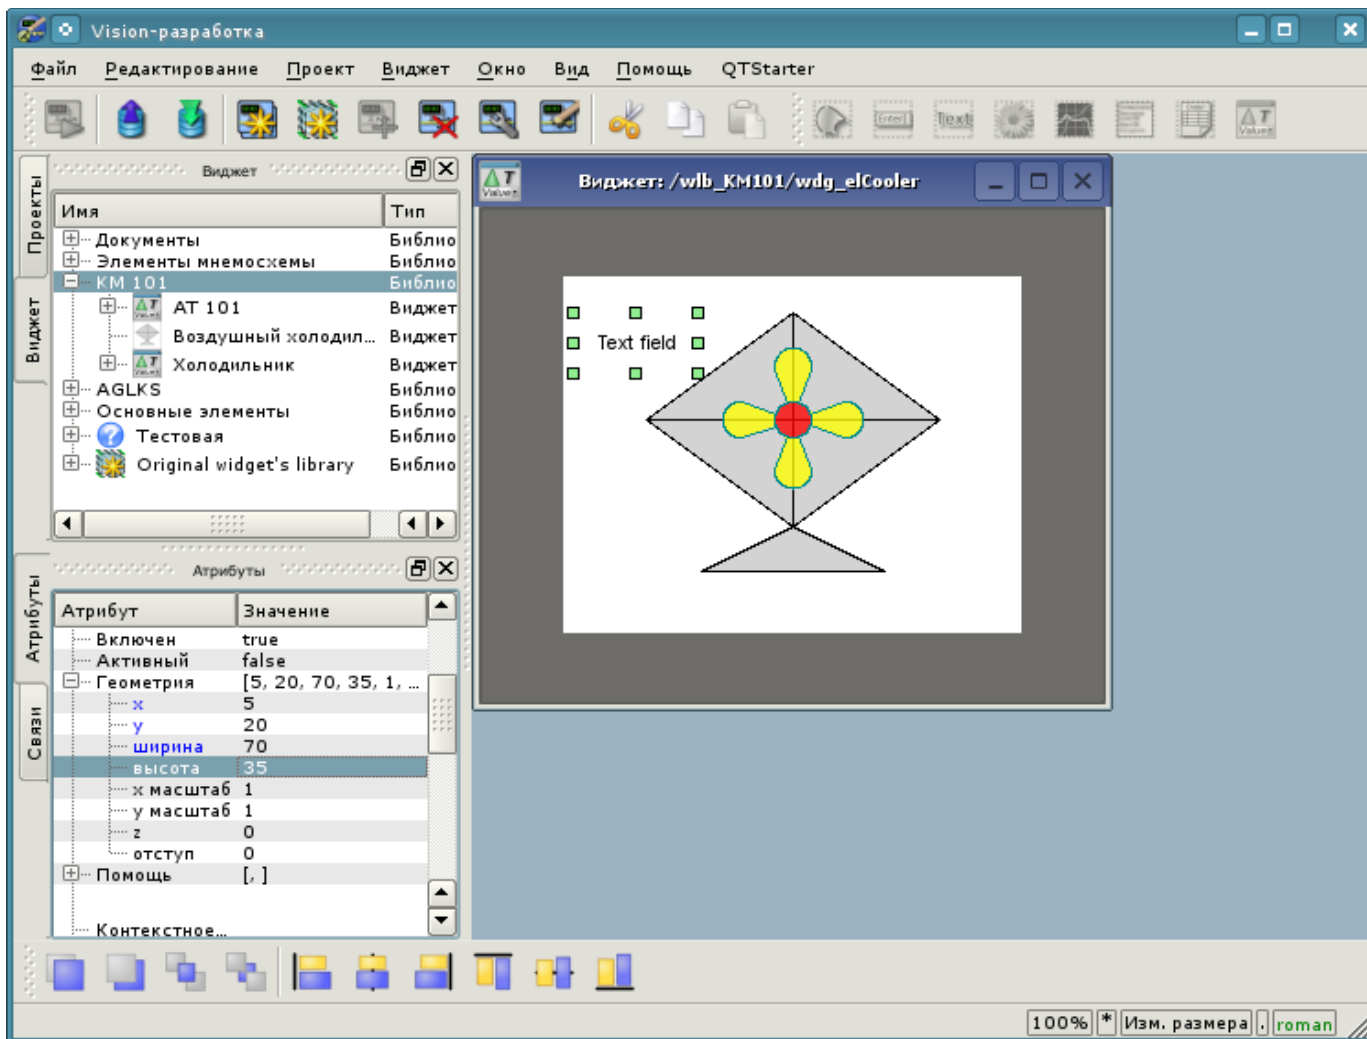 Vision-разработка
Файл Редактирование Проект Виджет Окно Вид Помощь QTStarter
Проекты
Виджет
Виджет
Имя Тип
Документы Библио
Элементы мнемосхемы Библио
КМ 101 Библио
АТ 101 Виджет
Воздушный холодил... Виджет
Холодильник Виджет
AGLKS Библио
Основные элементы Библио
Тестовая Библио
Original widget's library Библио
Атрибуты
Связи
Атрибуты
Атрибут Значение
Включен true
Активный false
Геометрия [5, 20, 70, 35, 1, ...
x 5
y 20
ширина 70
высота 35
x масштаб 1
y масштаб 1
z 0
отступ 0
Помощь [, ]
Контекстное...
Виджет: /wlb_KM101/wdg_elCooler
Text field
100% * Изм. размера . roman